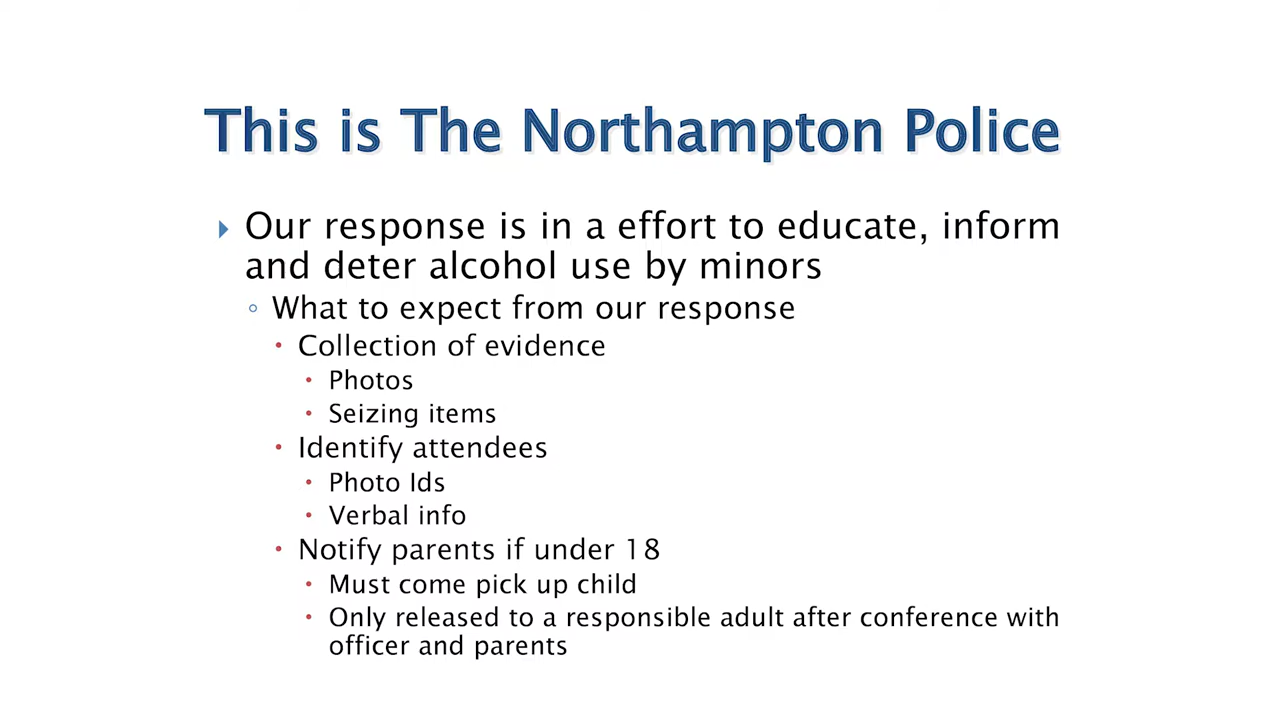 This is The Northampton Police
Our response is in a effort to educate, inform
and deter alcohol use by minors
What to expect from our response
Collection of evidence
Photos
Seizing items
Identify attendees
Photo Ids
Verbal info
Notify parents if under 18
Must come pick up child
Only released to a responsible adult after conference with
officer and parents